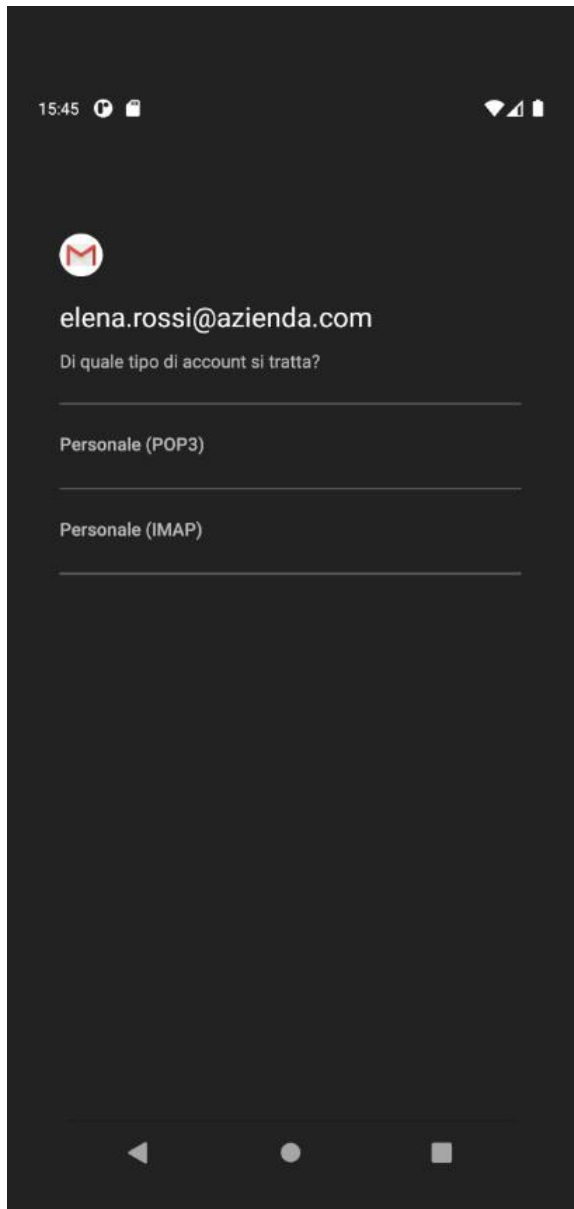 15:45
elena.rossi@azienda.com
Di quale tipo di account si tratta?
Personale (POP3)
Personale (IMAP)